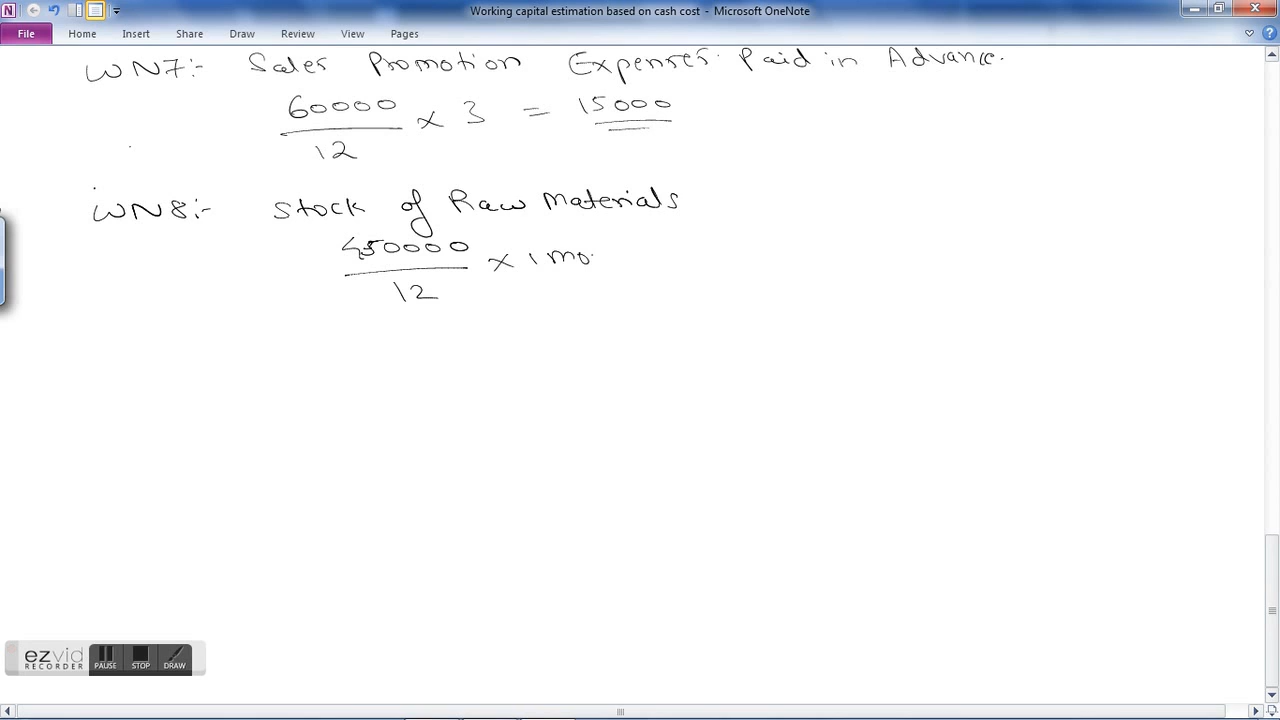 Working capital estimation based on cash cost - Microsoft OneNote
File Home Insert Share Draw Review View Pages
WN7:- Sales Promotion Expenses Paid in Advance.
60000
12
× 3 = 15000
WN8:- Stock of Raw Materials
450000
12
× 1 mo
ezvid
RECORDER
PAUSE STOP DRAW